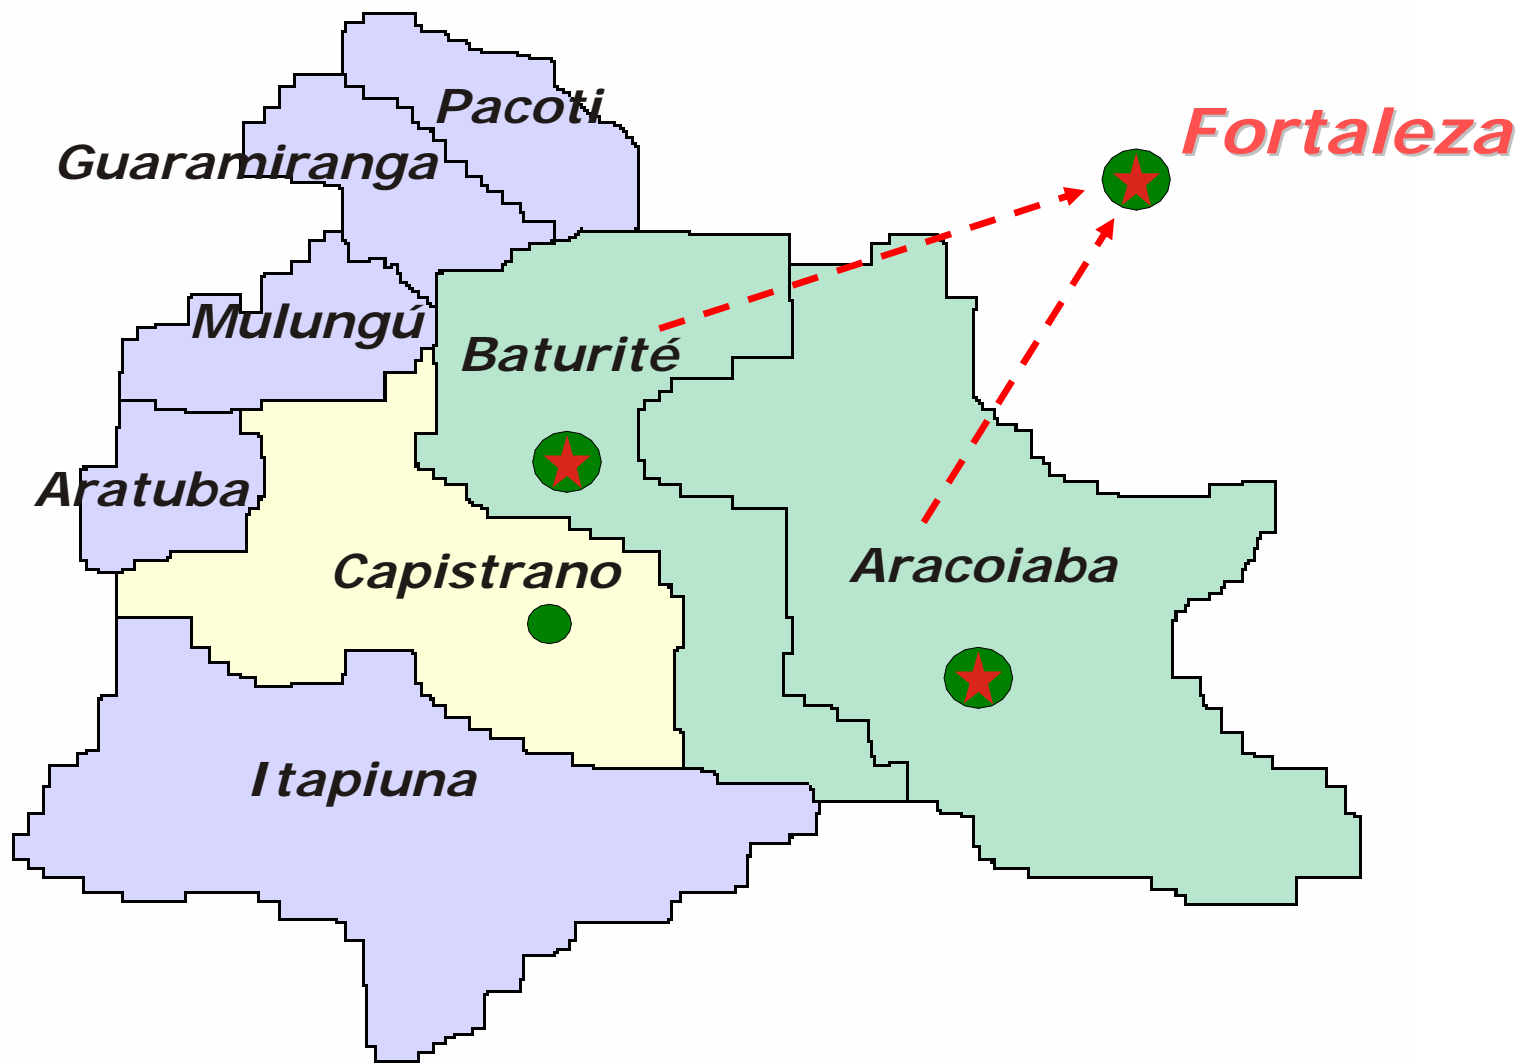 Pacoti
Fortaleza
Guaramiranga
Mulungú
Baturité
Aratuba
Capistrano
Aracoiaba
Itapiuna